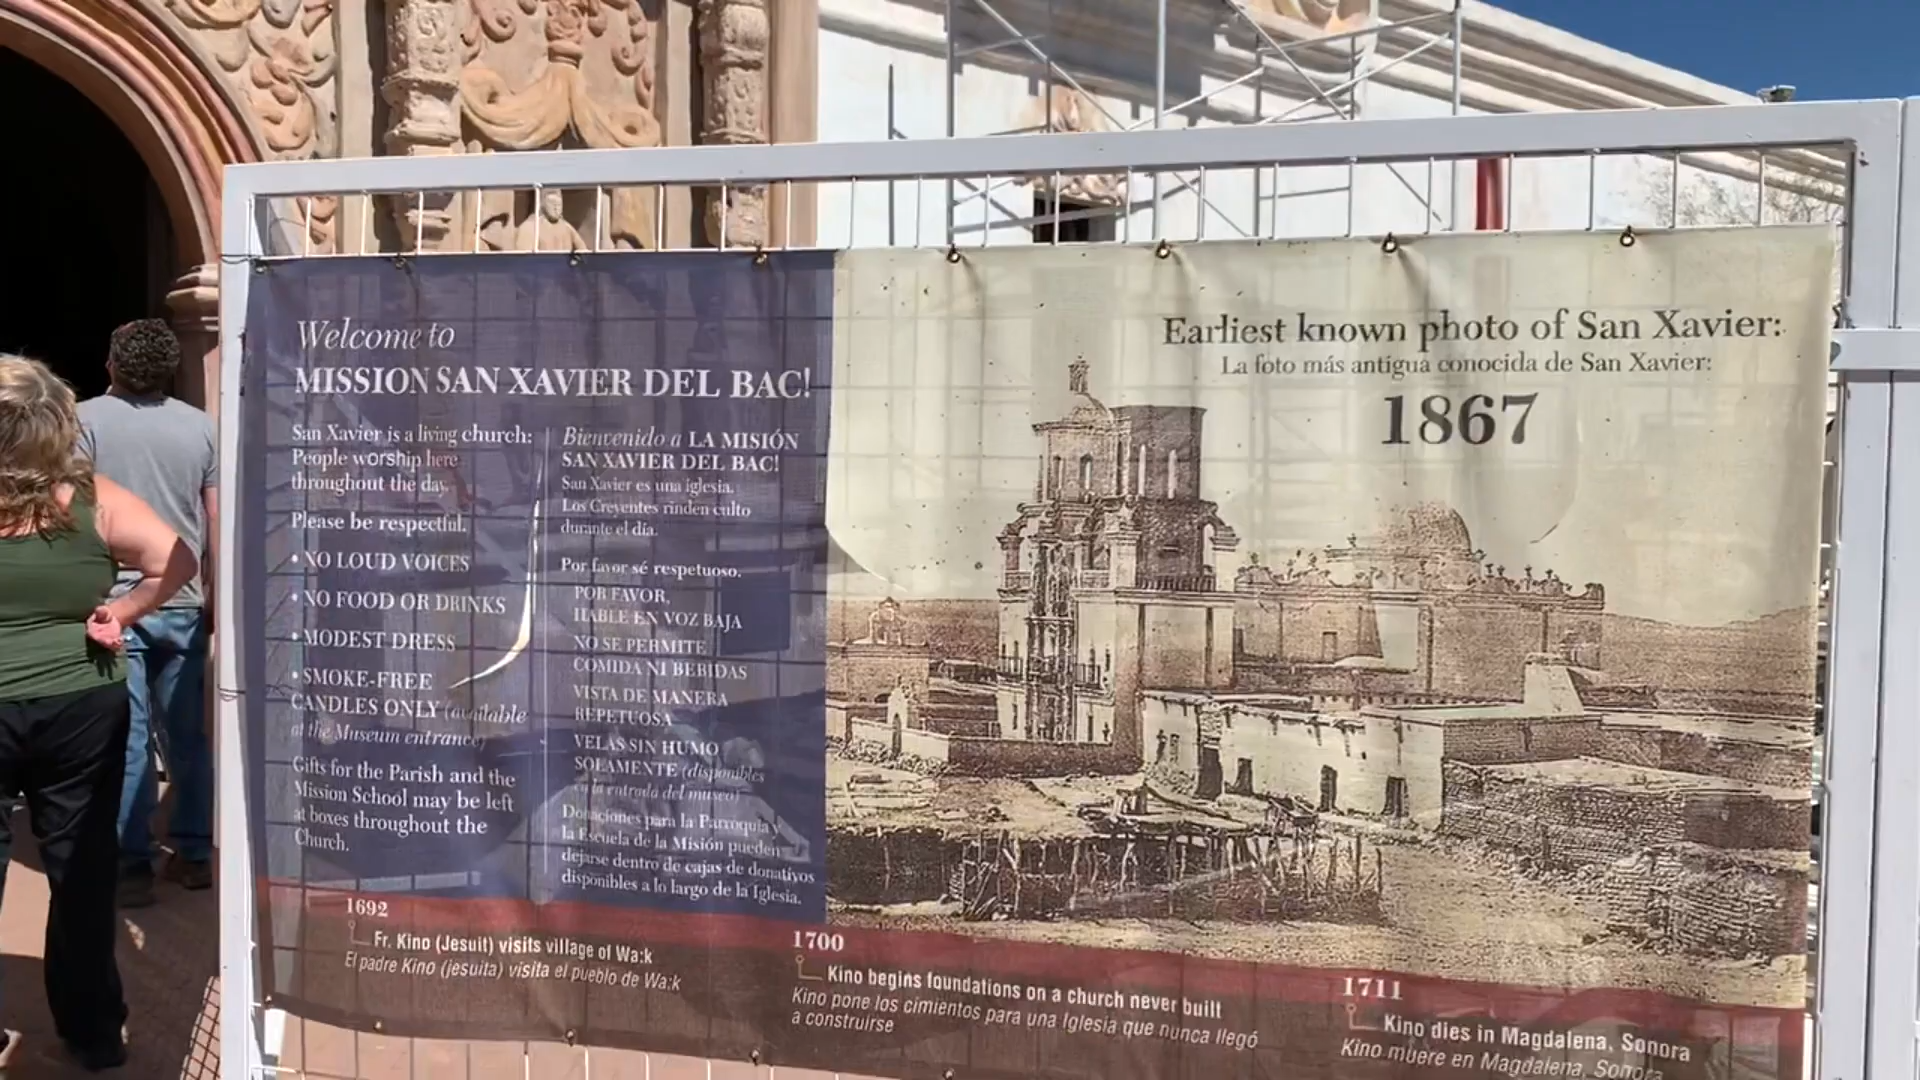 Welcome to
MISSION SAN XAVIER DEL BAC!
San Xavier is a living church:
People worship here
throughout the day.
Please be respectful.
• NO LOUD VOICES
• NO FOOD OR DRINKS
• MODEST DRESS
• SMOKE-FREE
CANDLES ONLY (available
at the Museum entrance)
Gifts for the Parish and the
Mission School may be left
at boxes throughout the
Church.
Bienvenido a LA MISIÓN
SAN XAVIER DEL BAC!
San Xavier es una iglesia.
Los Creyentes rinden culto
durante el día.
Por favor sé respetuoso.
POR FAVOR,
HABLE EN VOZ BAJA
NO SE PERMITE
COMIDA NI BEBIDAS
VISTA DE MANERA
REPETUOSA
VELAS SIN HUMO
SOLAMENTE (disponibles
en la entrada del museo)
Donaciones para la Parroquia y
la Escuela de la Misión pueden
dejarse dentro de cajas de donativos
disponibles a lo largo de la Iglesia.
Earliest known photo of San Xavier:
La foto más antigua conocida de San Xavier:
1867
1692
Fr. Kino (Jesuit) visits village of Wa:k
El padre Kino (jesuita) visita el pueblo de Wa:k
1700
Kino begins foundations on a church never built
Kino pone los cimientos para una Iglesia que nunca llegó
a construirse
1711
Kino dies in Magdalena, Sonora
Kino muere en Magdalena, Sonora